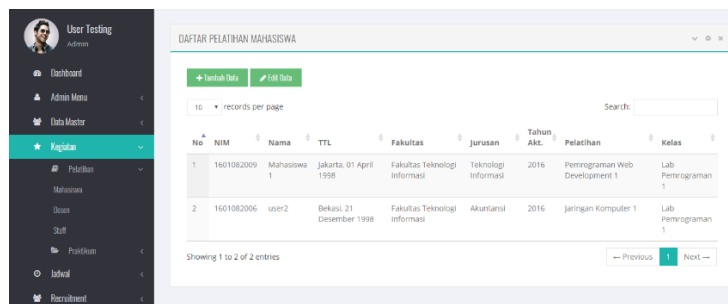 User Testing
Admin
Dashboard
Admin Menu
Data Master
Kegiatan
Pelatihan
Mahasiswa
Dosen
Staff
Praktikum
Jadwal
Recruitment
DAFTAR PELATIHAN MAHASISWA
Tambah Data Edit Data
10 records per page Search:
No NIM Nama TTL Fakultas Jurusan Tahun Akt. Pelatihan Kelas
1 1601082009 Mahasiswa 1 Jakarta, 01 April 1998 Fakultas Teknologi Informasi Teknologi Informasi 2016 Pemrograman Web Development 1 Lab Pemrograman 1
2 1601082006 user2 Bekasi, 21 Desember 1998 Fakultas Teknologi Informasi Akuntansi 2016 Jaringan Komputer 1 Lab Pemrograman 1
Showing 1 to 2 of 2 entries
← Previous 1 Next →